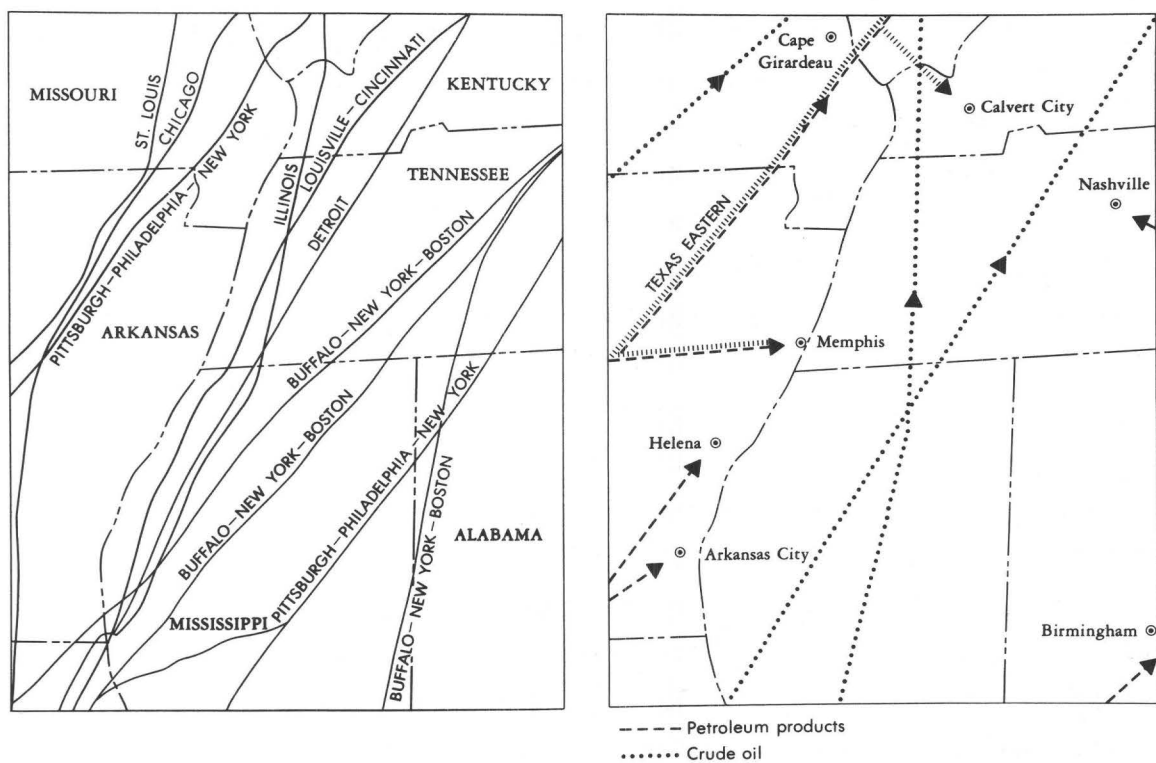 MISSOURI
ST. LOUIS
CHICAGO
PITTSBURGH–PHILADELPHIA–NEW YORK
ILLINOIS
LOUISVILLE–CINCINNATI
KENTUCKY
TENNESSEE
DETROIT
ARKANSAS
BUFFALO–NEW YORK–BOSTON
BUFFALO–NEW YORK–BOSTON
PITTSBURGH–PHILADELPHIA–NEW YORK
BUFFALO–NEW YORK–BOSTON
ALABAMA
MISSISSIPPI
Cape
Girardeau
Calvert City
Nashville
TEXAS EASTERN
Memphis
Helena
Arkansas City
Birmingham
Petroleum products
Crude oil